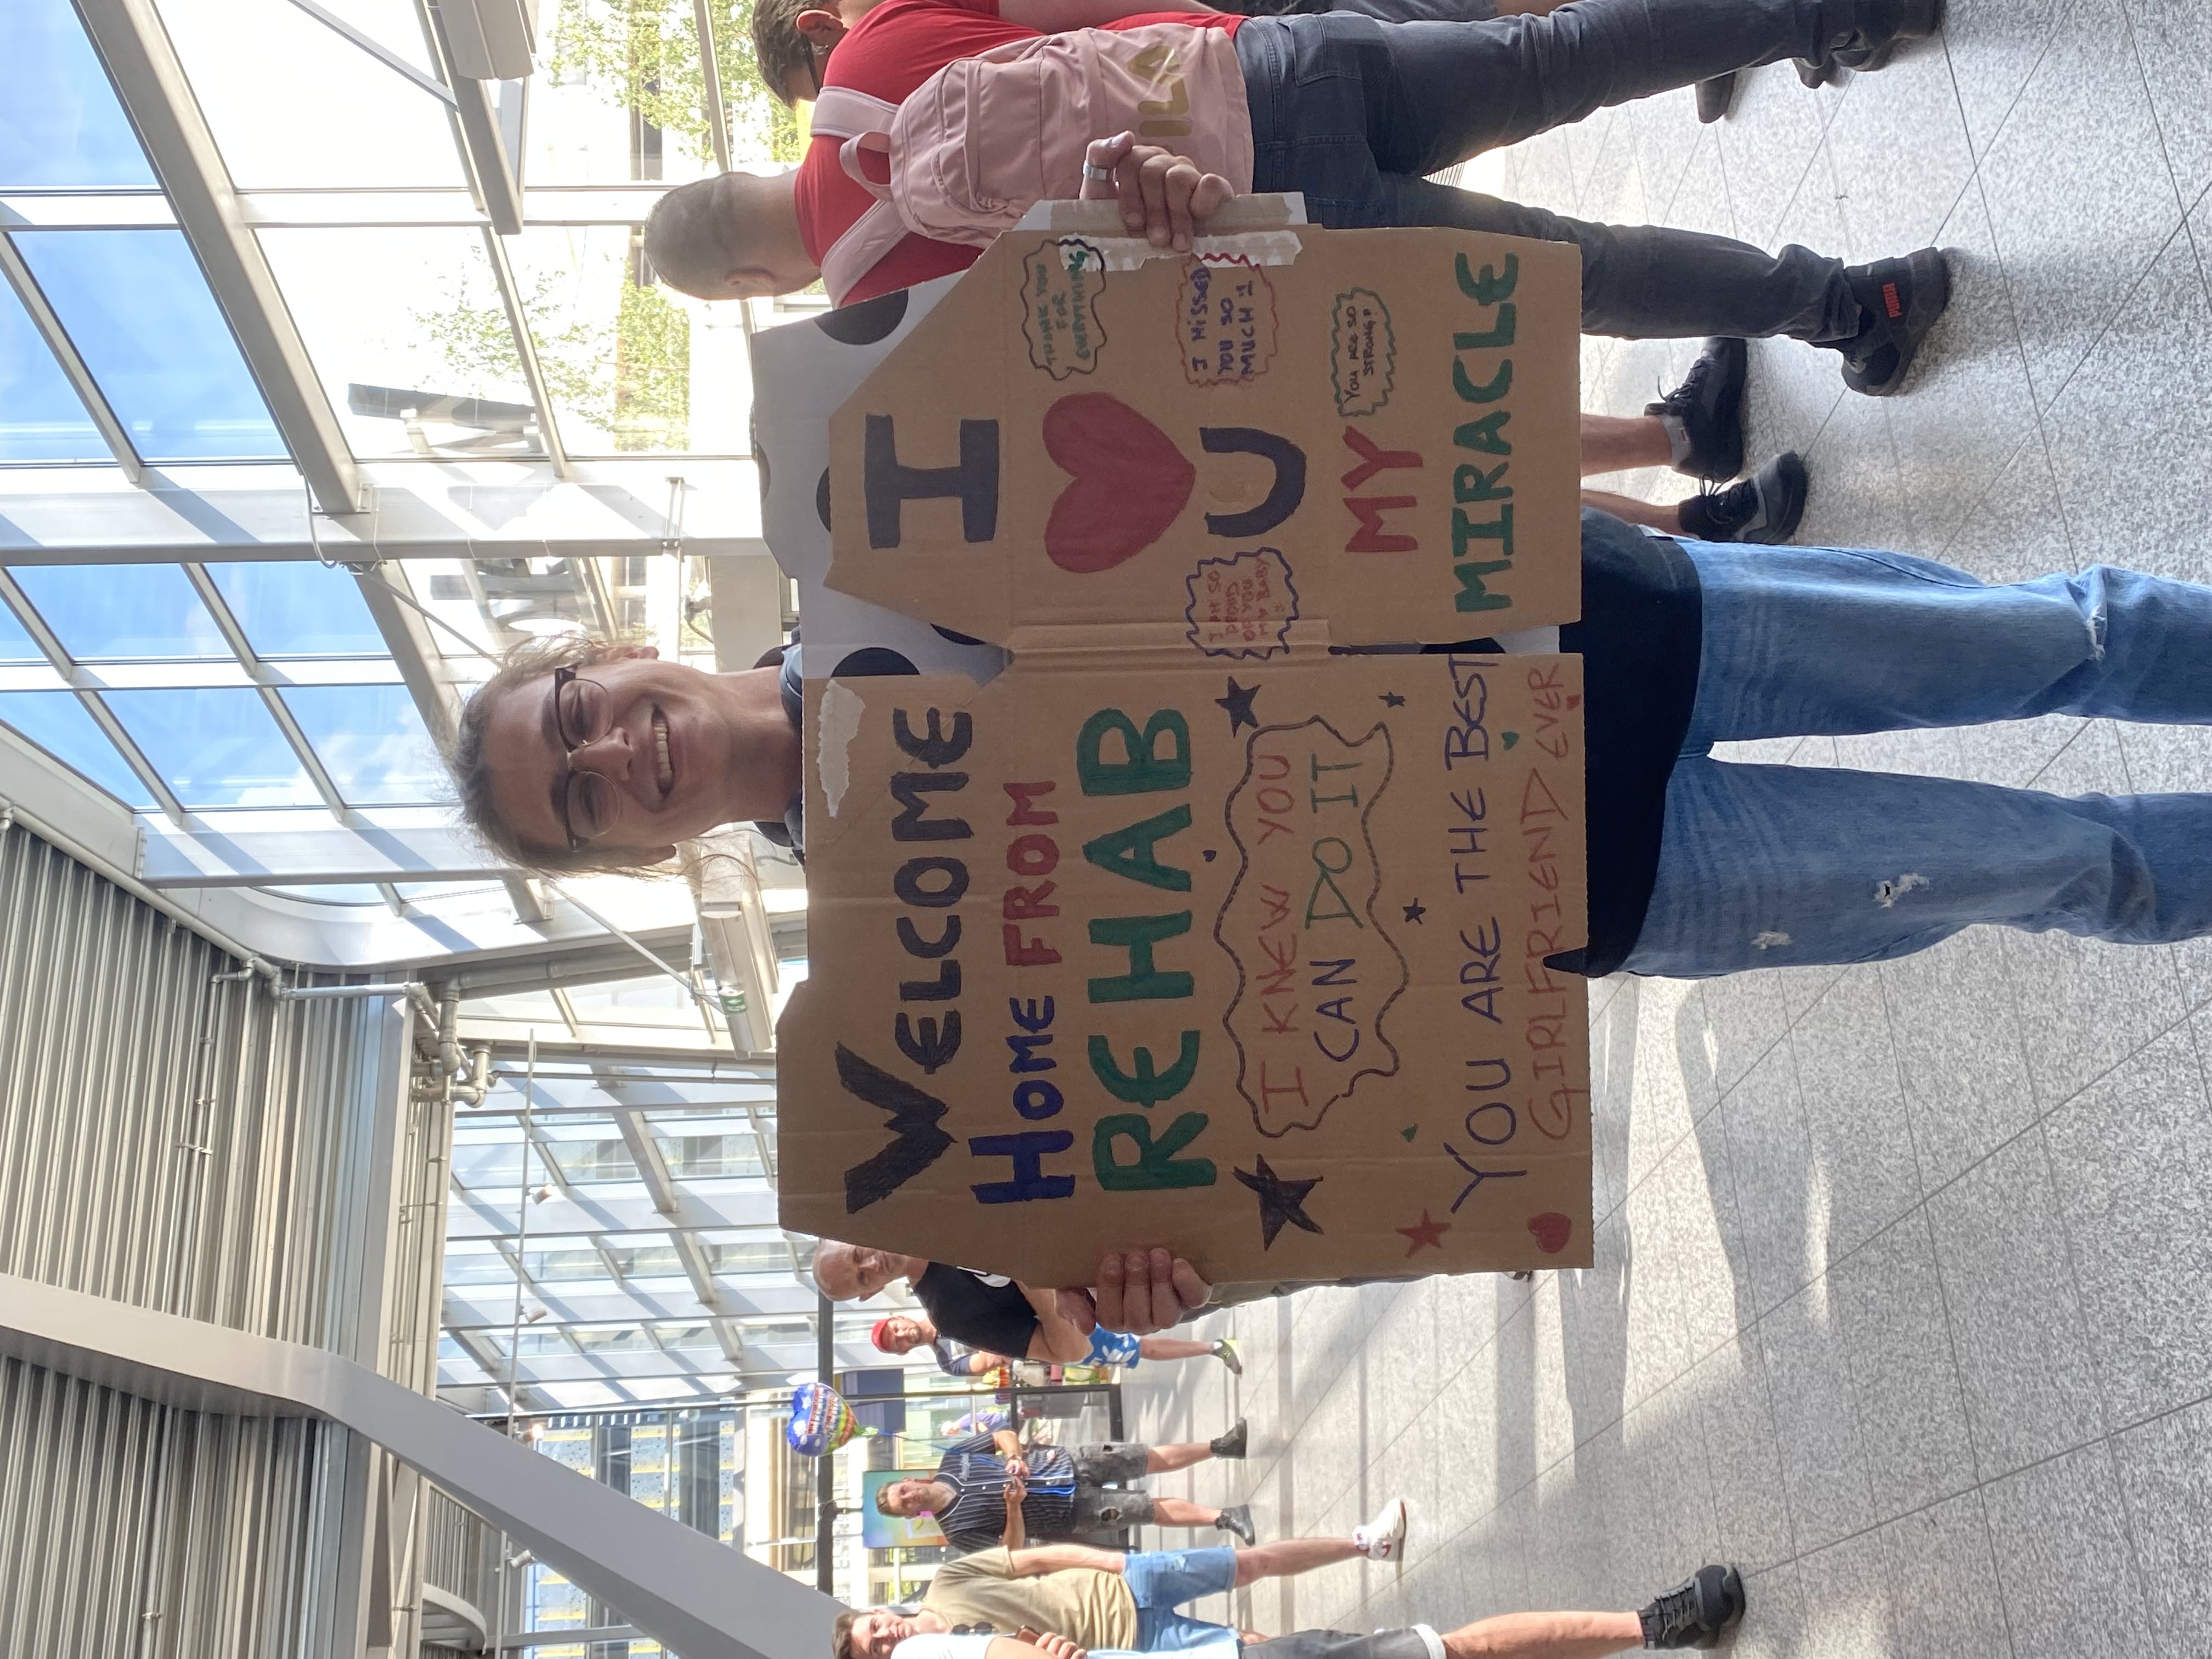 WELCOME
HOME FROM
REHAB
I KNEW YOU
CAN DO IT
YOU ARE THE BEST
GIRLFRIEND EVER
I
U
MY
MIRACLE
THANK YOU
FOR
EVERYTHING
I AM SO
PROUD
OF YOU
MY BABY
I MISSED
YOU SO
MUCH
YOU ARE SO
STRONG!
ILA
PUMA